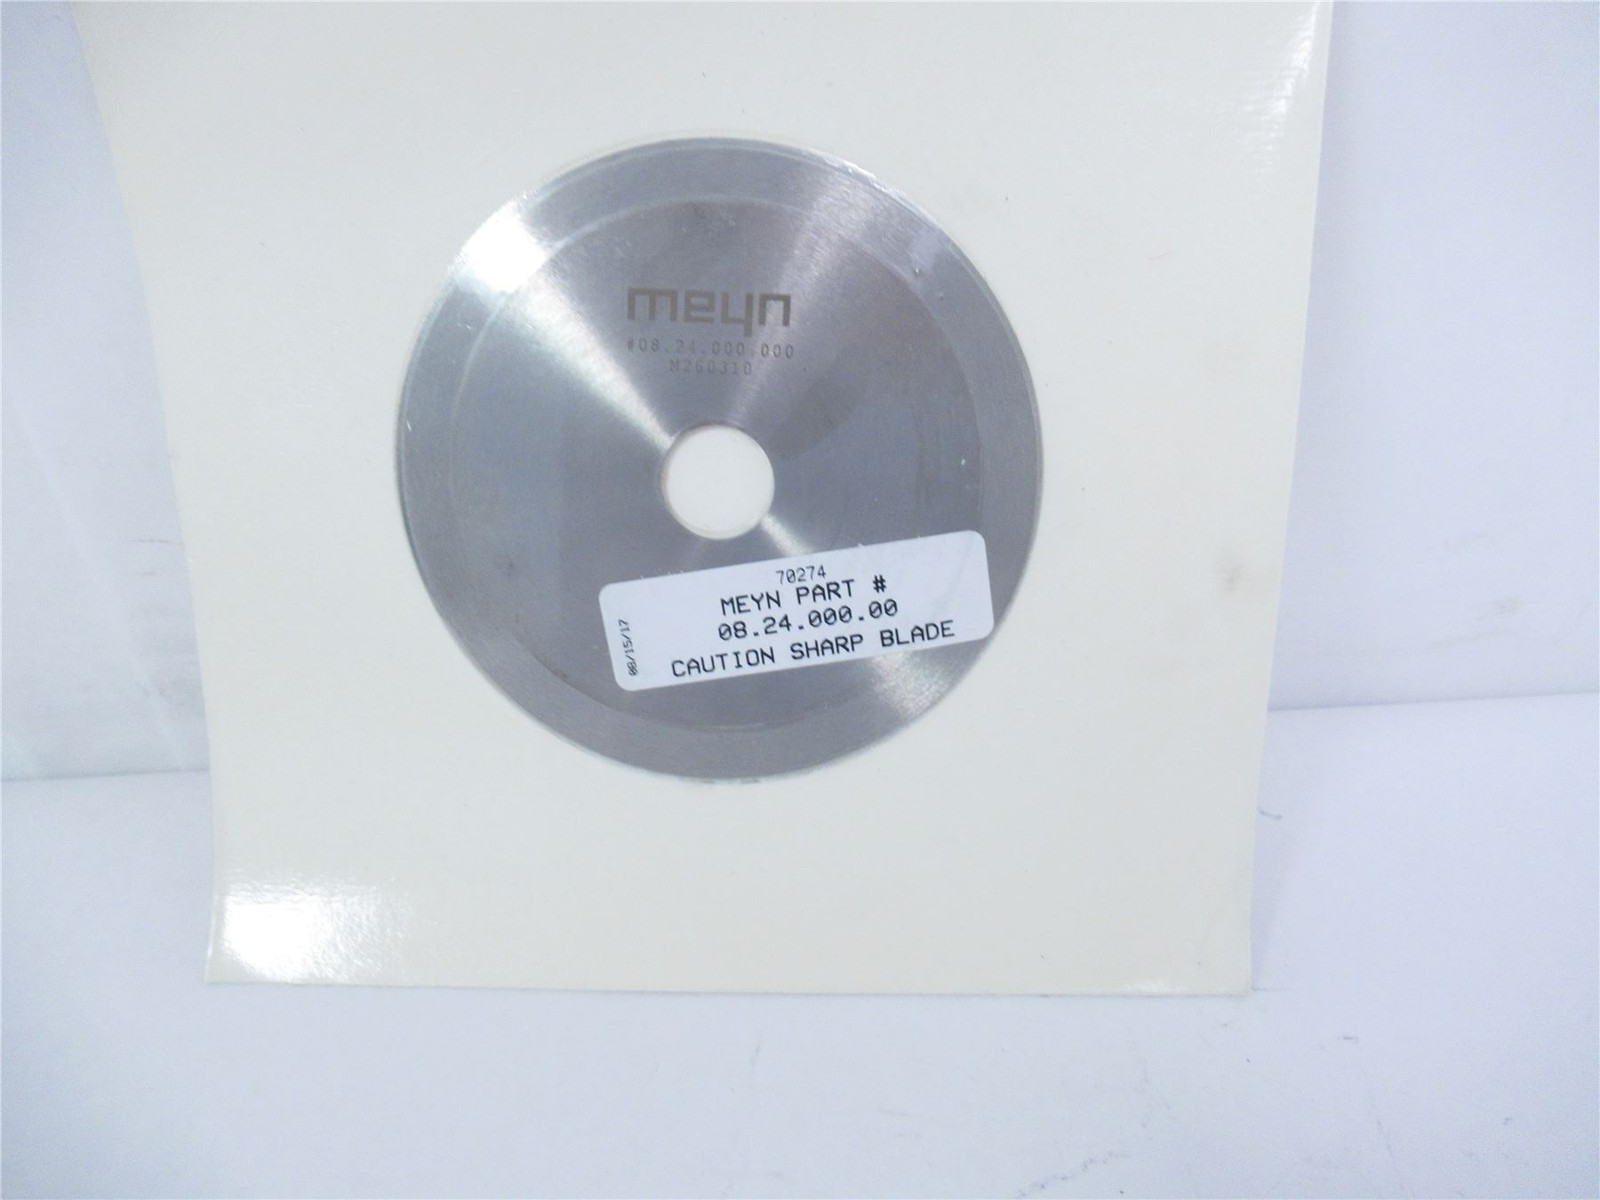 meyn
#08.24.000.000
M260310
70274
MEYN PART #
08.24.000.00
CAUTION SHARP BLADE
08/15/17